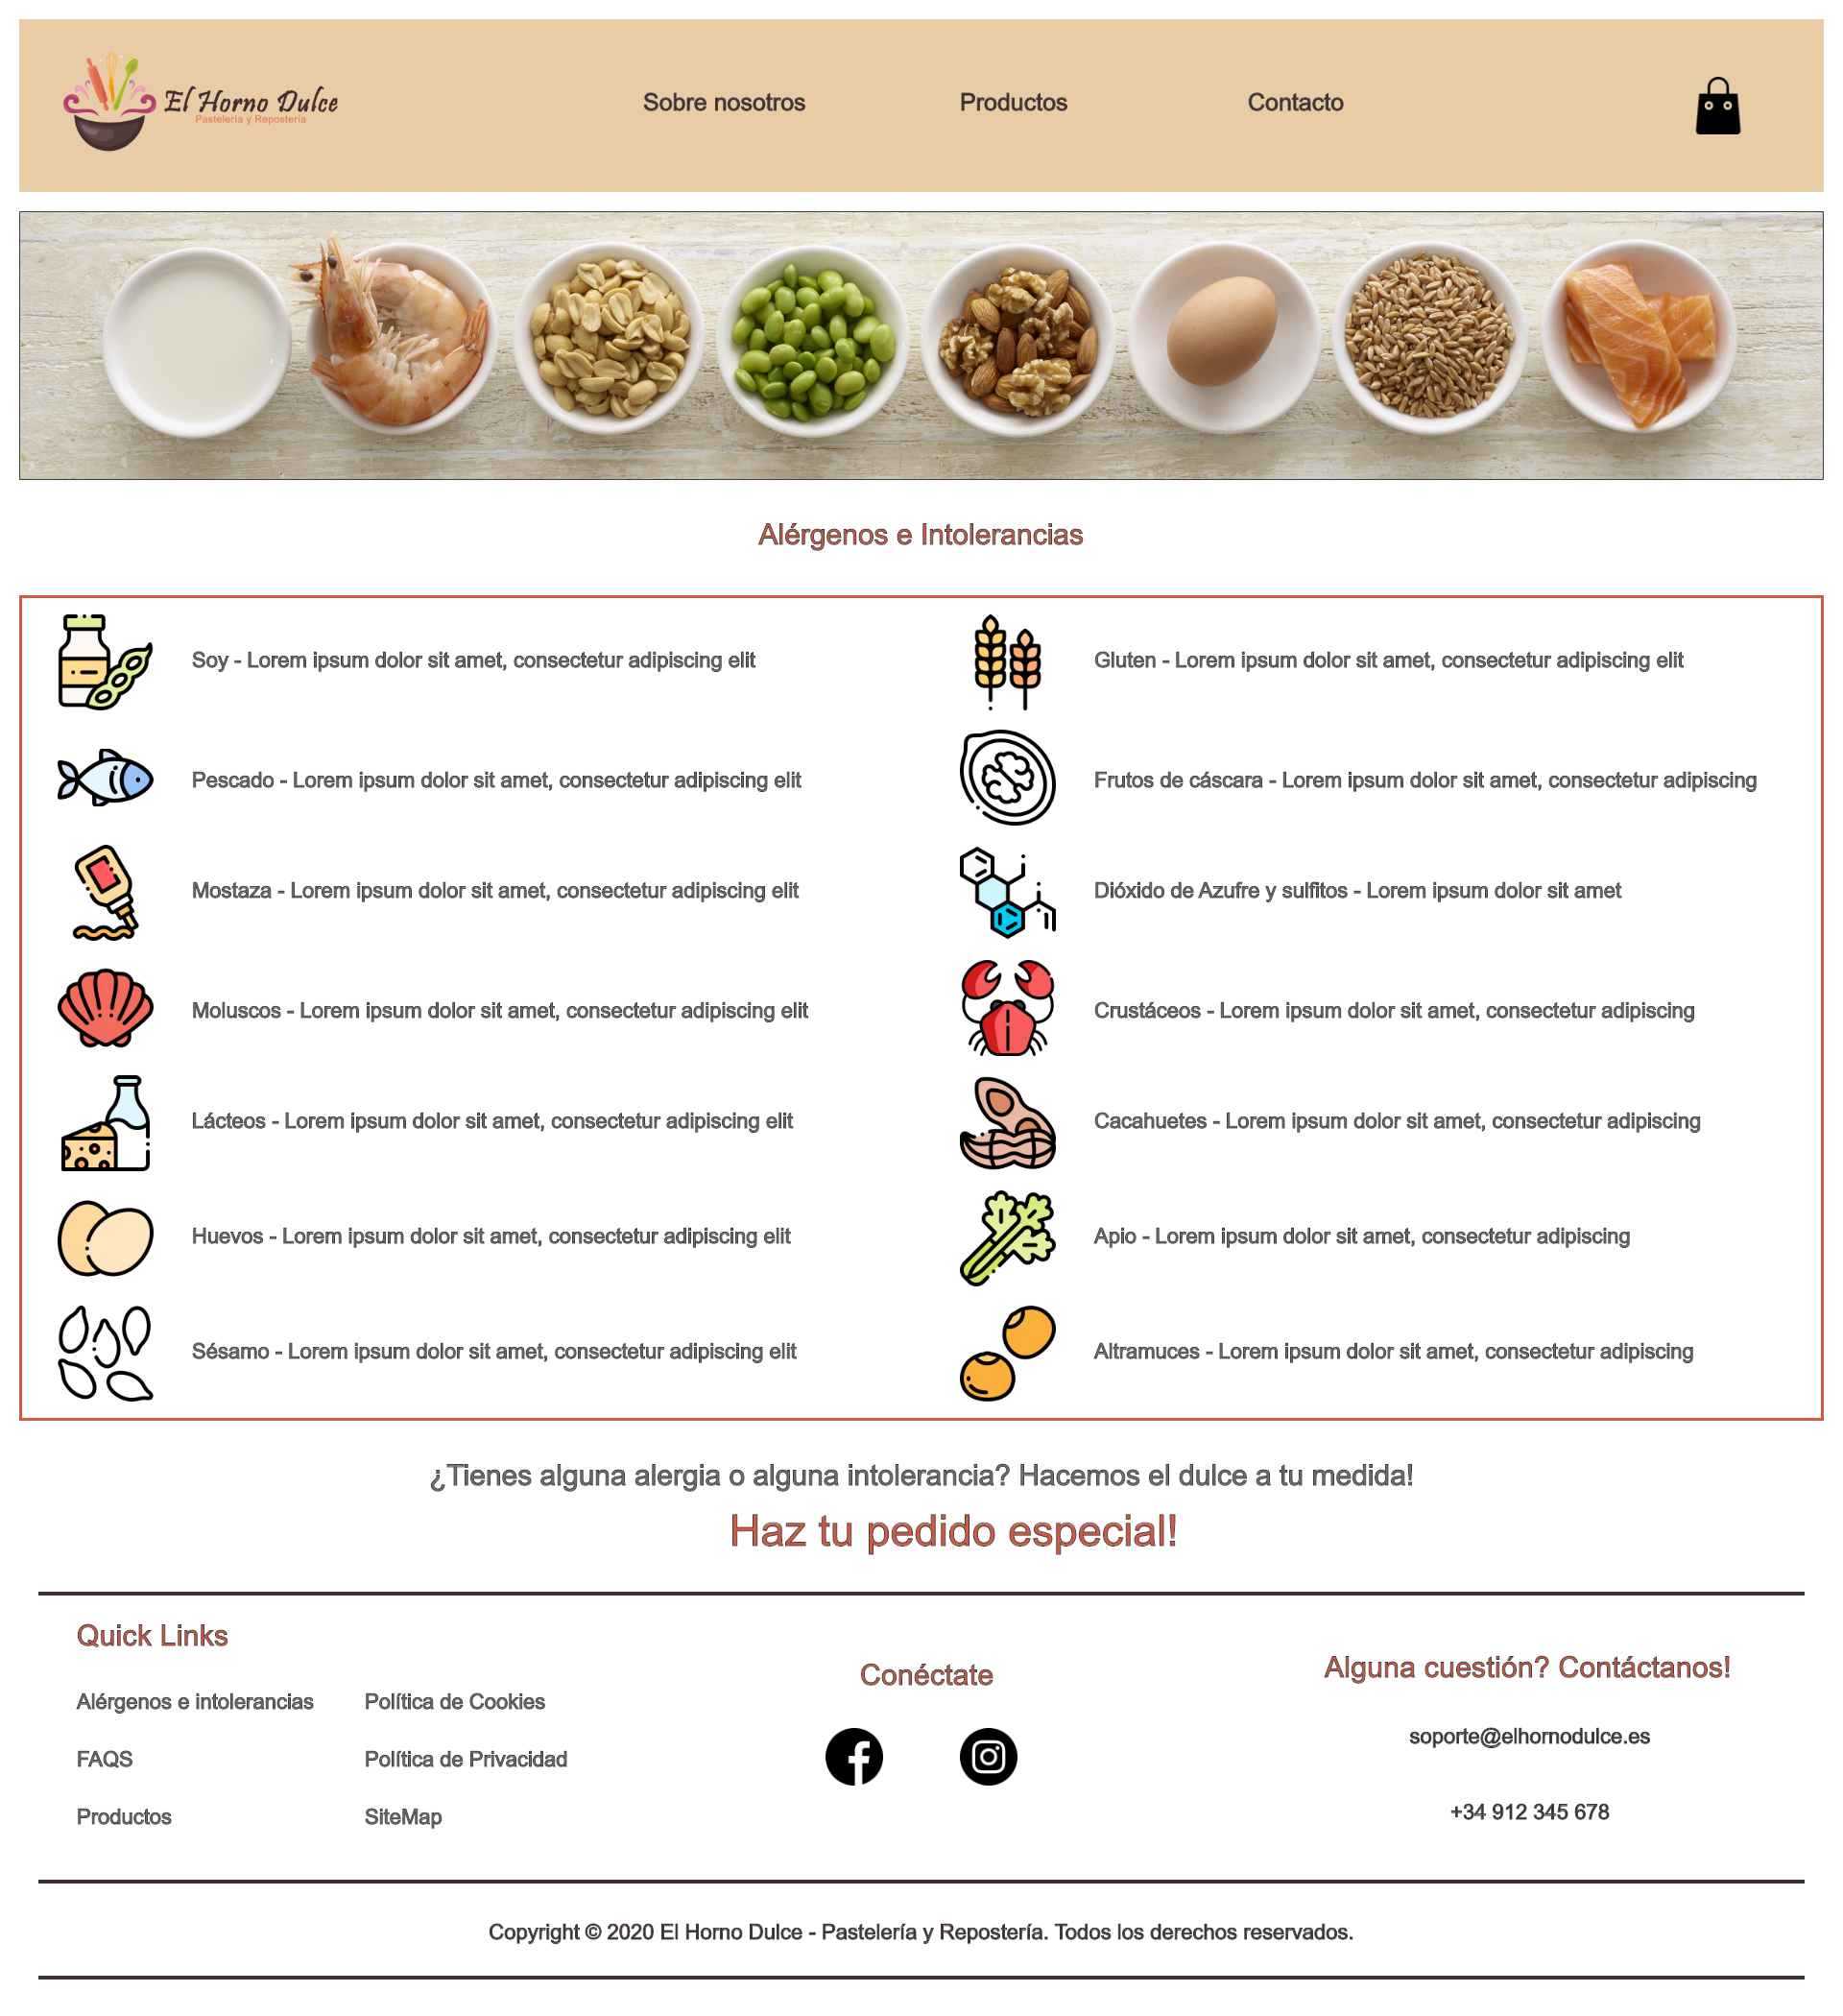 El Horno Dulce
Pastelería y Repostería
Sobre nosotros
Productos
Contacto
Alérgenos e Intolerancias
Soy - Lorem ipsum dolor sit amet, consectetur adipiscing elit
Gluten - Lorem ipsum dolor sit amet, consectetur adipiscing elit
Pescado - Lorem ipsum dolor sit amet, consectetur adipiscing elit
Frutos de cáscara - Lorem ipsum dolor sit amet, consectetur adipiscing
Mostaza - Lorem ipsum dolor sit amet, consectetur adipiscing elit
Dióxido de Azufre y sulfitos - Lorem ipsum dolor sit amet
Moluscos - Lorem ipsum dolor sit amet, consectetur adipiscing elit
Crustáceos - Lorem ipsum dolor sit amet, consectetur adipiscing
Lácteos - Lorem ipsum dolor sit amet, consectetur adipiscing elit
Cacahuetes - Lorem ipsum dolor sit amet, consectetur adipiscing
Huevos - Lorem ipsum dolor sit amet, consectetur adipiscing elit
Apio - Lorem ipsum dolor sit amet, consectetur adipiscing
Sésamo - Lorem ipsum dolor sit amet, consectetur adipiscing elit
Altramuces - Lorem ipsum dolor sit amet, consectetur adipiscing
¿Tienes alguna alergia o alguna intolerancia? Hacemos el dulce a tu medida!
Haz tu pedido especial!
Quick Links
Alérgenos e intolerancias
Política de Cookies
FAQS
Política de Privacidad
Productos
SiteMap
Conéctate
Alguna cuestión? Contáctanos!
soporte@elhornodulce.es
+34 912 345 678
Copyright © 2020 El Horno Dulce - Pastelería y Repostería. Todos los derechos reservados.